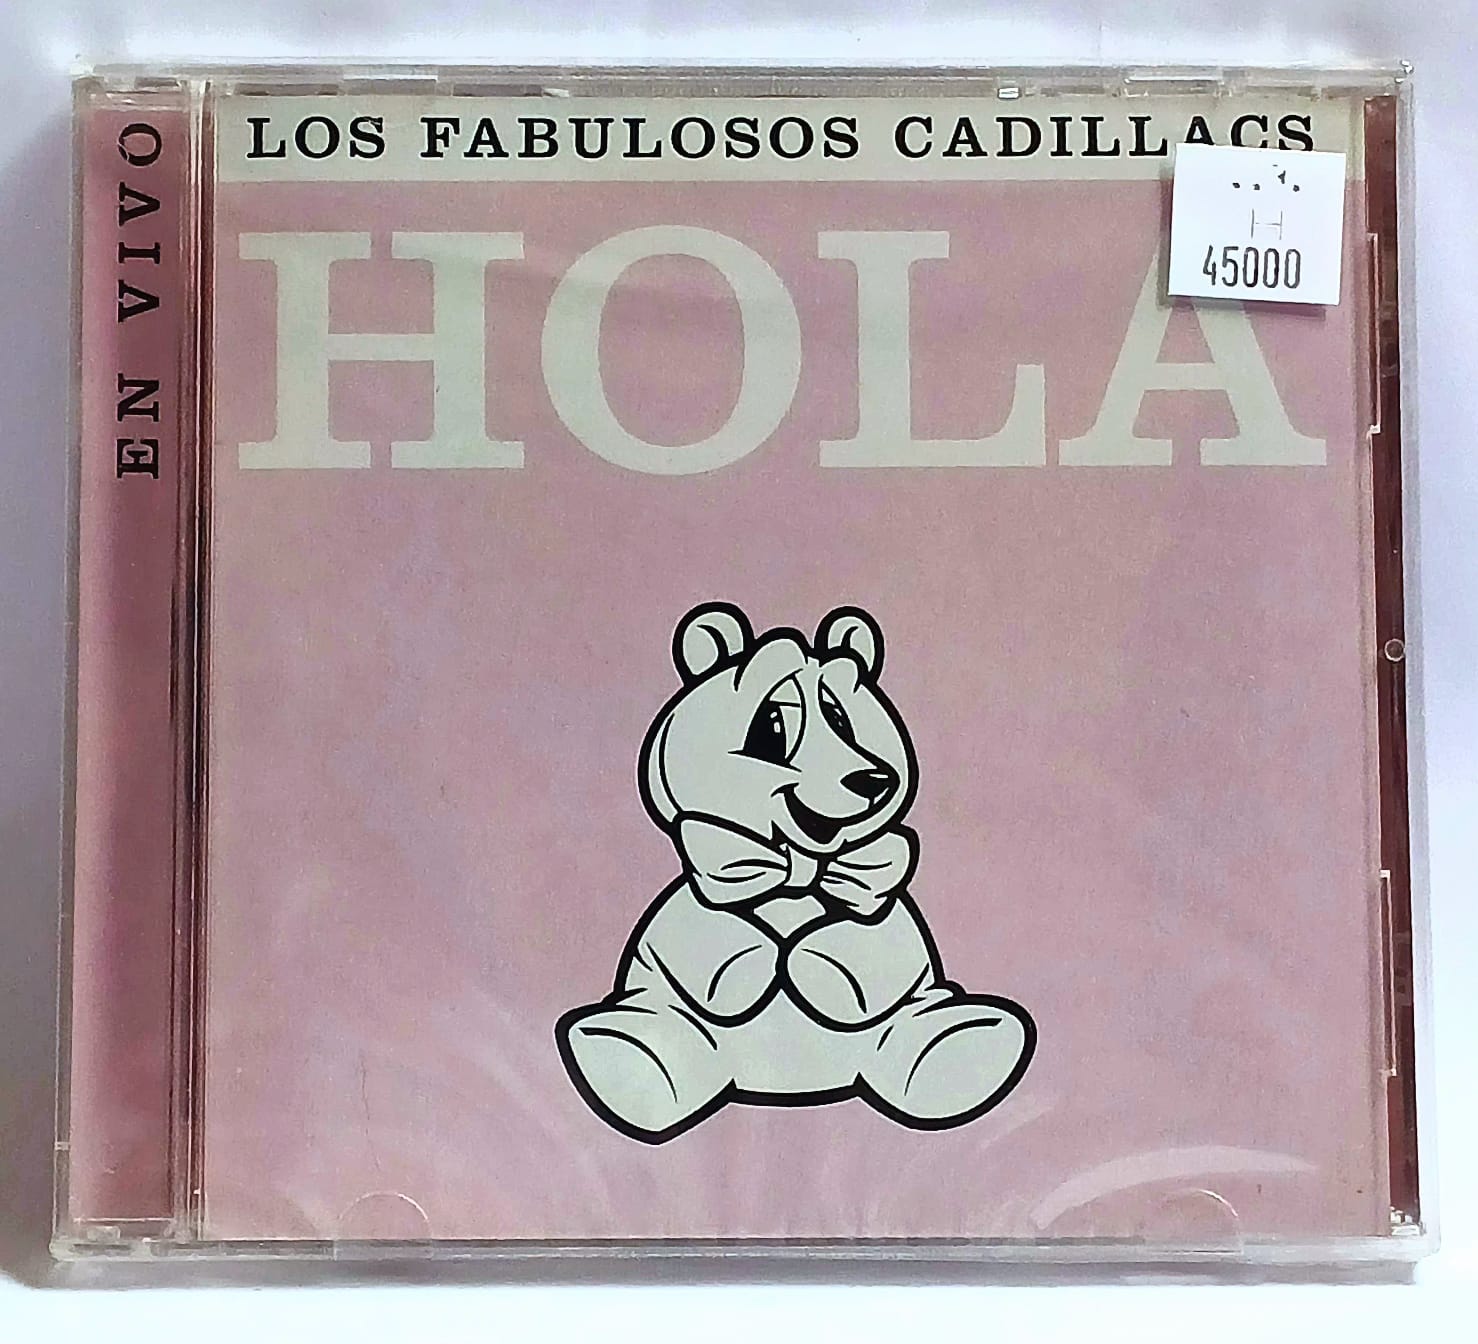 EN VIVO
LOS FABULOSOS CADILLACS
HOLA
H
45000